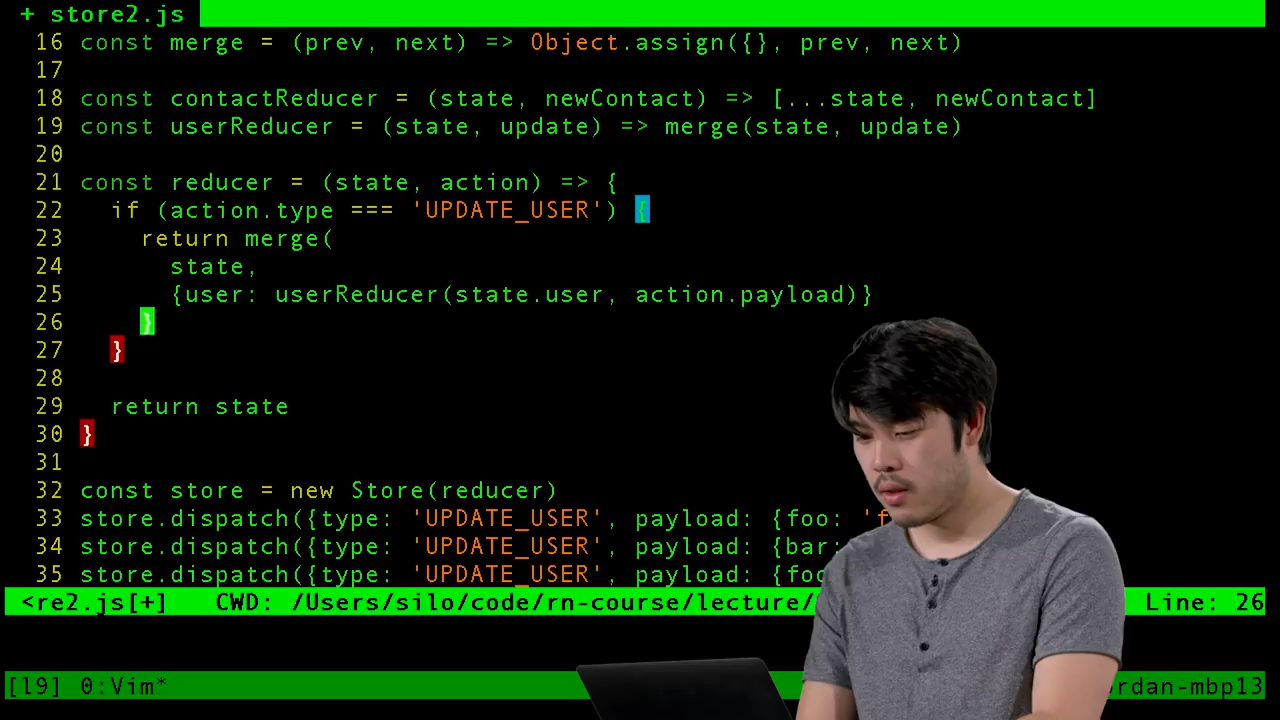 + store2.js
16 const merge = (prev, next) => Object.assign({}, prev, next)
17
18 const contactReducer = (state, newContact) => [...state, newContact]
19 const userReducer = (state, update) => merge(state, update)
20
21 const reducer = (state, action) => {
22   if (action.type === 'UPDATE_USER') {
23     return merge(
24       state,
25       {user: userReducer(state.user, action.payload)}
26     }
27   }
28
29   return state
30 }
31
32 const store = new Store(reducer)
33 store.dispatch({type: 'UPDATE_USER', payload: {foo: 'f
34 store.dispatch({type: 'UPDATE_USER', payload: {bar:
35 store.dispatch({type: 'UPDATE_USER', payload: {foo
<re2.js[+] CWD: /Users/silo/code/rn-course/lecture/ Line: 26
[l9] 0:Vim* rdan-mbp13